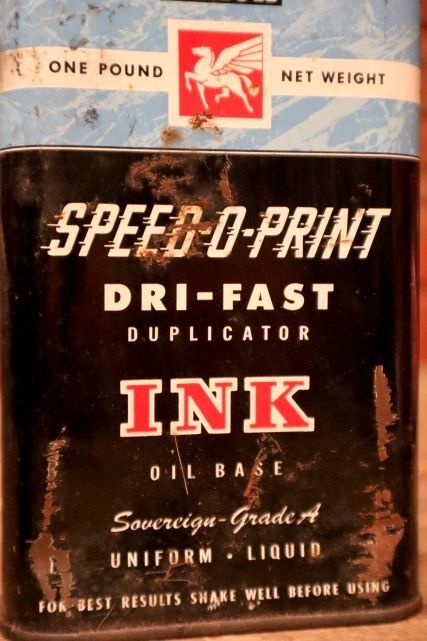 ONE POUND NET WEIGHT
SPEED-O-PRINT
DRI-FAST
DUPLICATOR
INK
OIL BASE
Sovereign-Grade A
UNIFORM • LIQUID
FOR BEST RESULTS SHAKE WELL BEFORE USING